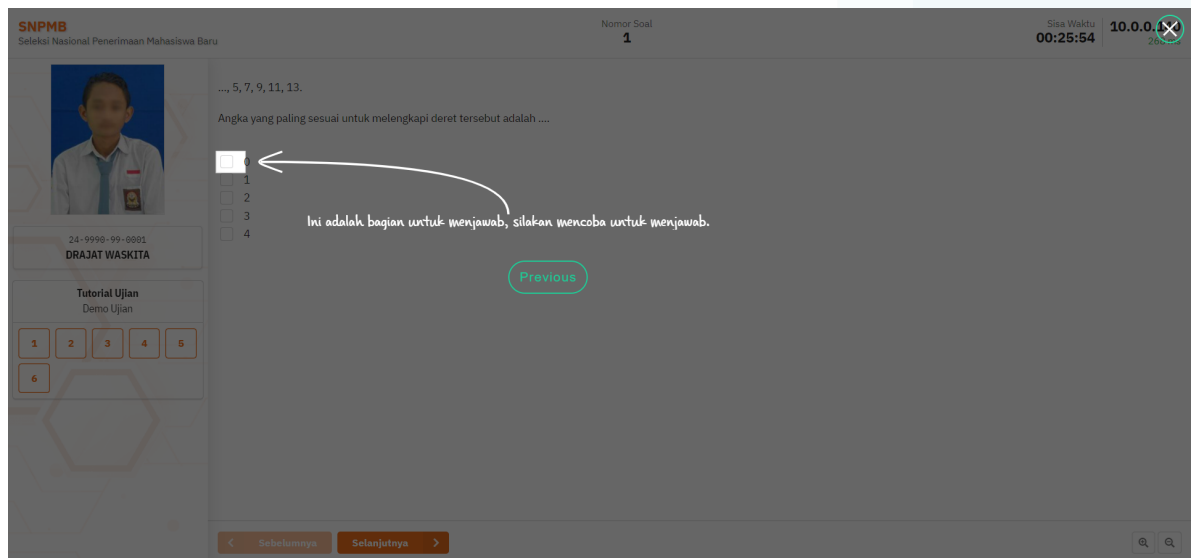 SNPMB
Seleksi Nasional Penerimaan Mahasiswa Baru
Nomor Soal
1
Sisa Waktu
00:25:54
..., 5, 7, 9, 11, 13.
Angka yang paling sesuai untuk melengkapi deret tersebut adalah ....
0
1
2
3
4
Ini adalah bagian untuk menjawab, silakan mencoba untuk menjawab.
Previous
24-9990-99-0001
DRAJAT WASKITA
Tutorial Ujian
Demo Ujian
1 2 3 4 5
6
Sebelumnya
Selanjutnya